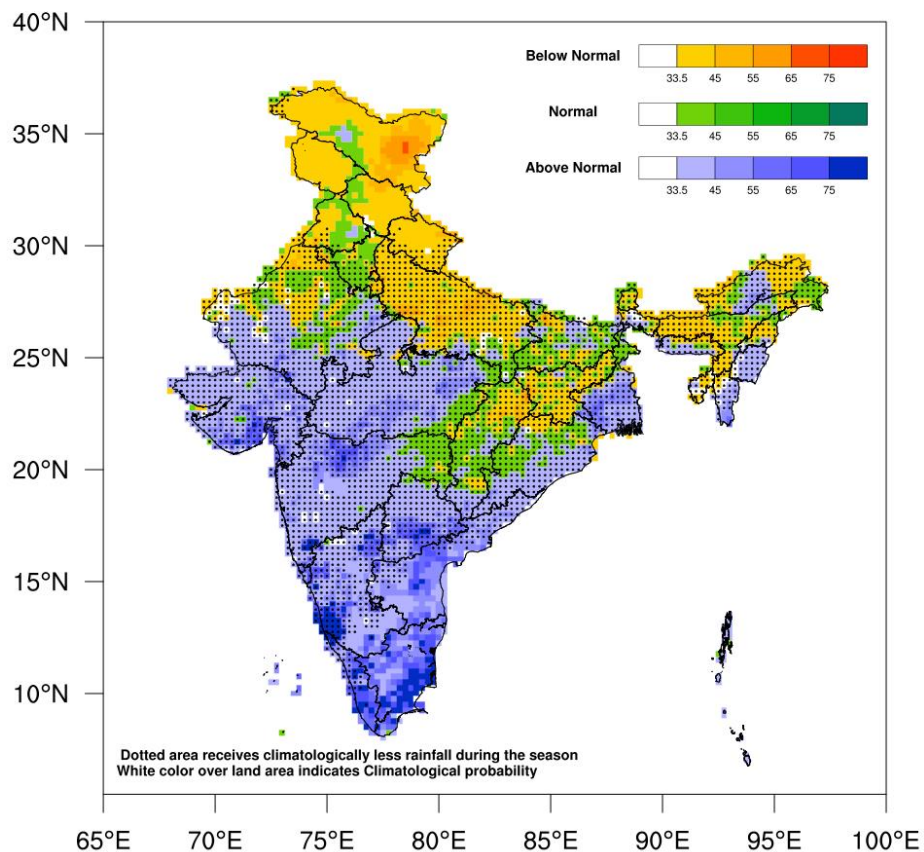 40°N
Below Normal
33.5 45 55 65 75
35°N
Normal
33.5 45 55 65 75
Above Normal
33.5 45 55 65 75
30°N
25°N
20°N
15°N
10°N
Dotted area receives climatologically less rainfall during the season
White color over land area indicates Climatological probability
65°E 70°E 75°E 80°E 85°E 90°E 95°E 100°E